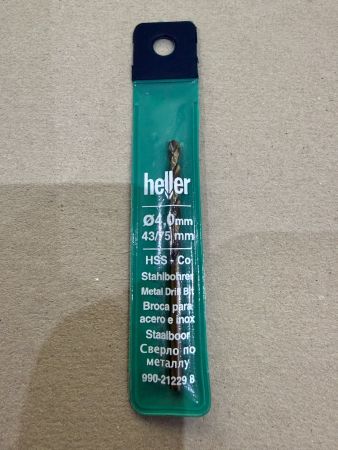 heller
Ø4,0mm
43/75 mm
HSS - Co
Stahlbohrer
Metal Drill Bit
Broca para
acero e inox
Staalboor
Сверло по
металлу
990-21229 8